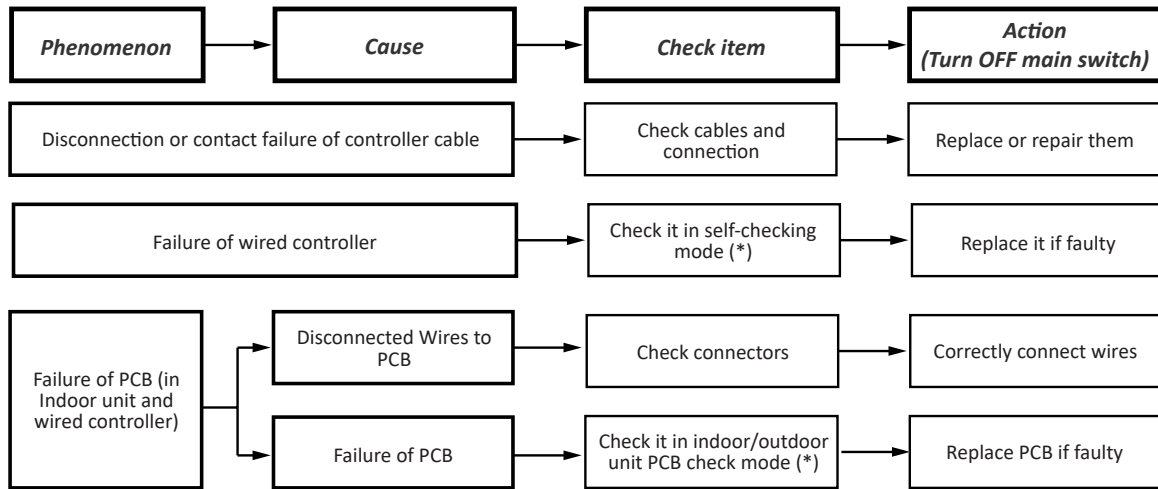 Phenomenon
Cause
Check item
Action
(Turn OFF main switch)
Disconnection or contact failure of controller cable
Check cables and
connection
Replace or repair them
Failure of wired controller
Check it in self-checking
mode (*)
Replace it if faulty
Failure of PCB (in
Indoor unit and
wired controller)
Disconnected Wires to
PCB
Check connectors
Correctly connect wires
Failure of PCB
Check it in indoor/outdoor
unit PCB check mode (*)
Replace PCB if faulty